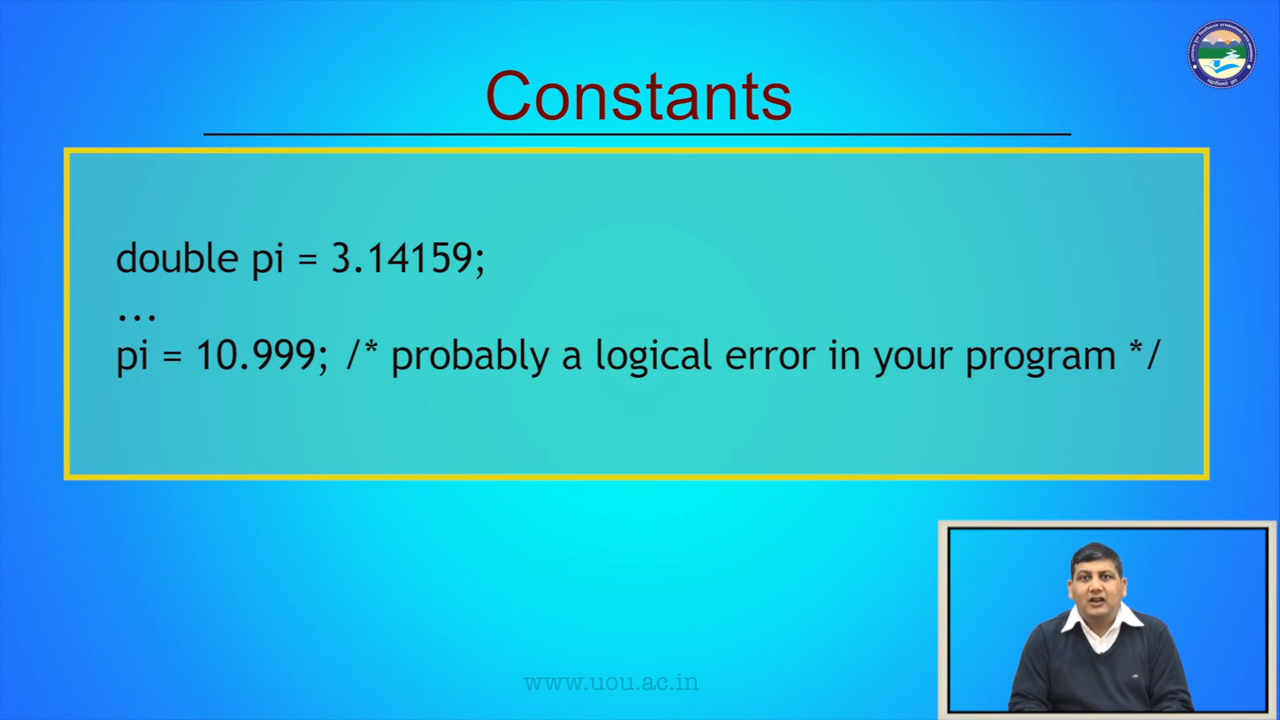 Constants
double pi = 3.14159;
...
pi = 10.999; /* probably a logical error in your program */
www.uou.ac.in